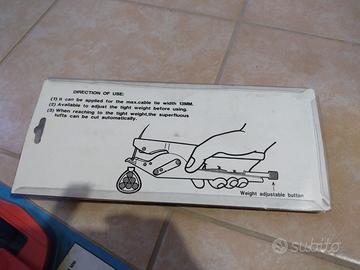 DIRECTION OF USE:
(1) It can be applied for the max.cable tie width 13MM.
(2) Available to adjust the tight weight before using.
(3) When reaching to the tight weight,the superfluous
tufts can be cut automatically.
Weight adjustable button
subito